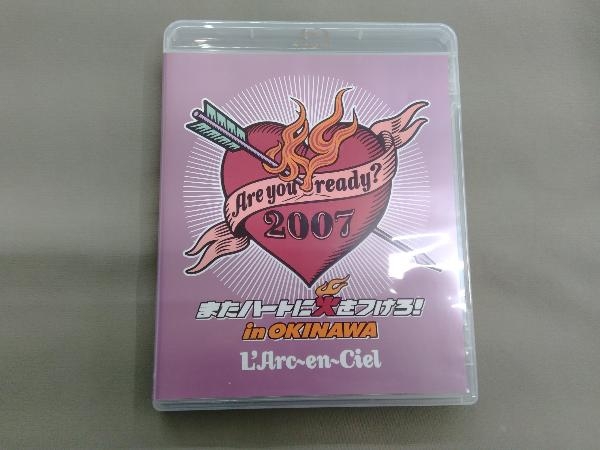 Are you ready?
2007
またハートに火をつけろ!
in OKINAWA
L'Arc~en~Ciel